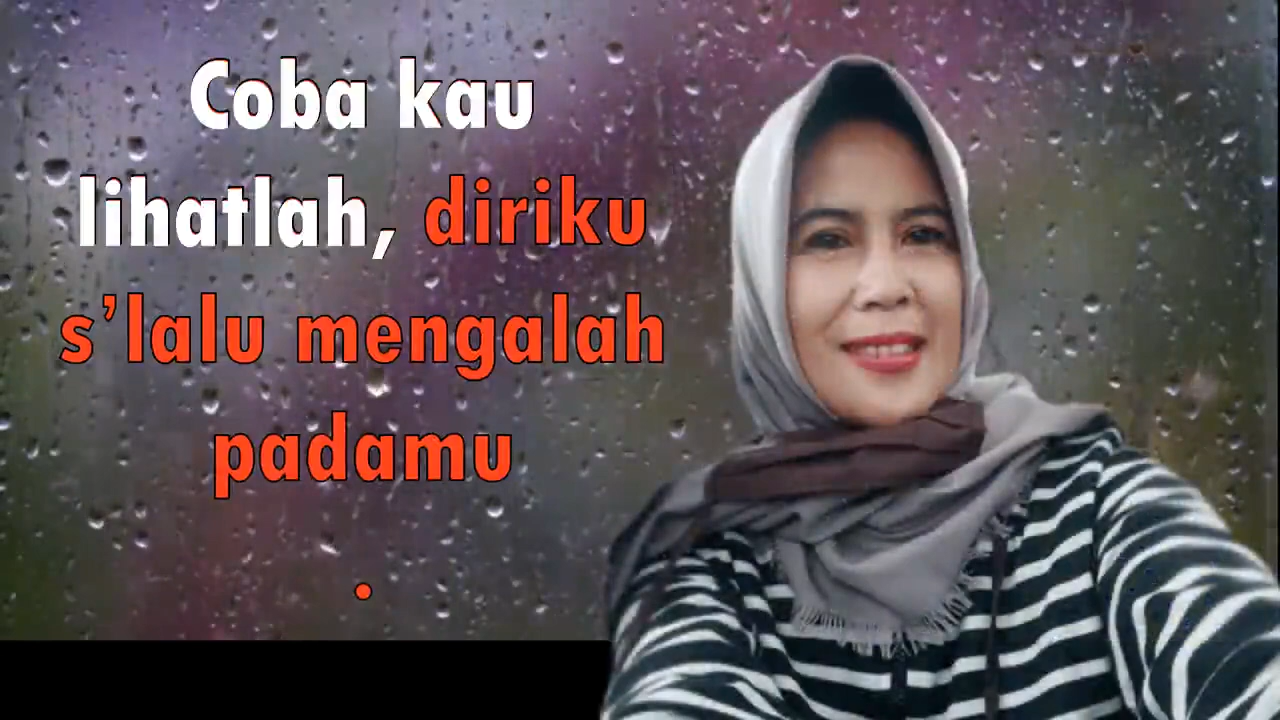 Coba kau
lihatlah, diriku
s’lalu mengalah
padamu
.